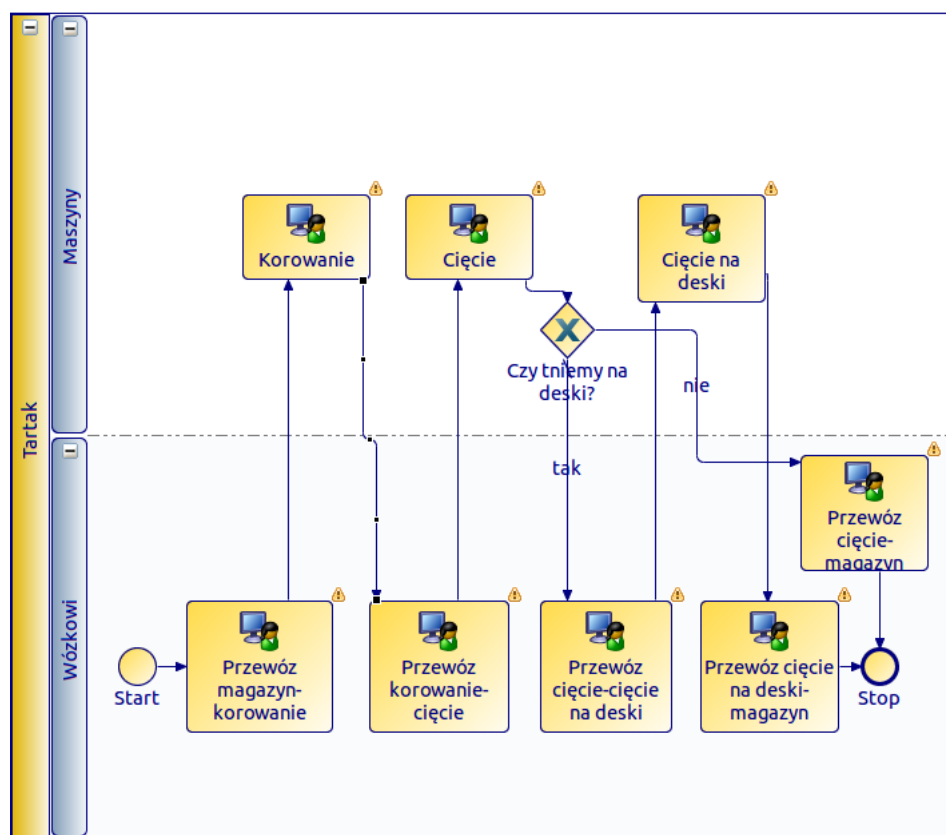 Tartak
Maszyny
Korowanie
Cięcie
Cięcie na
deski
Czy tniemy na
deski?
nie
tak
Wózkowi
Start
Przewóz
magazyn-
korowanie
Przewóz
korowanie-
cięcie
Przewóz
cięcie-cięcie
na deski
Przewóz cięcie
na deski-
magazyn
Przewóz
cięcie-
magazyn
Stop